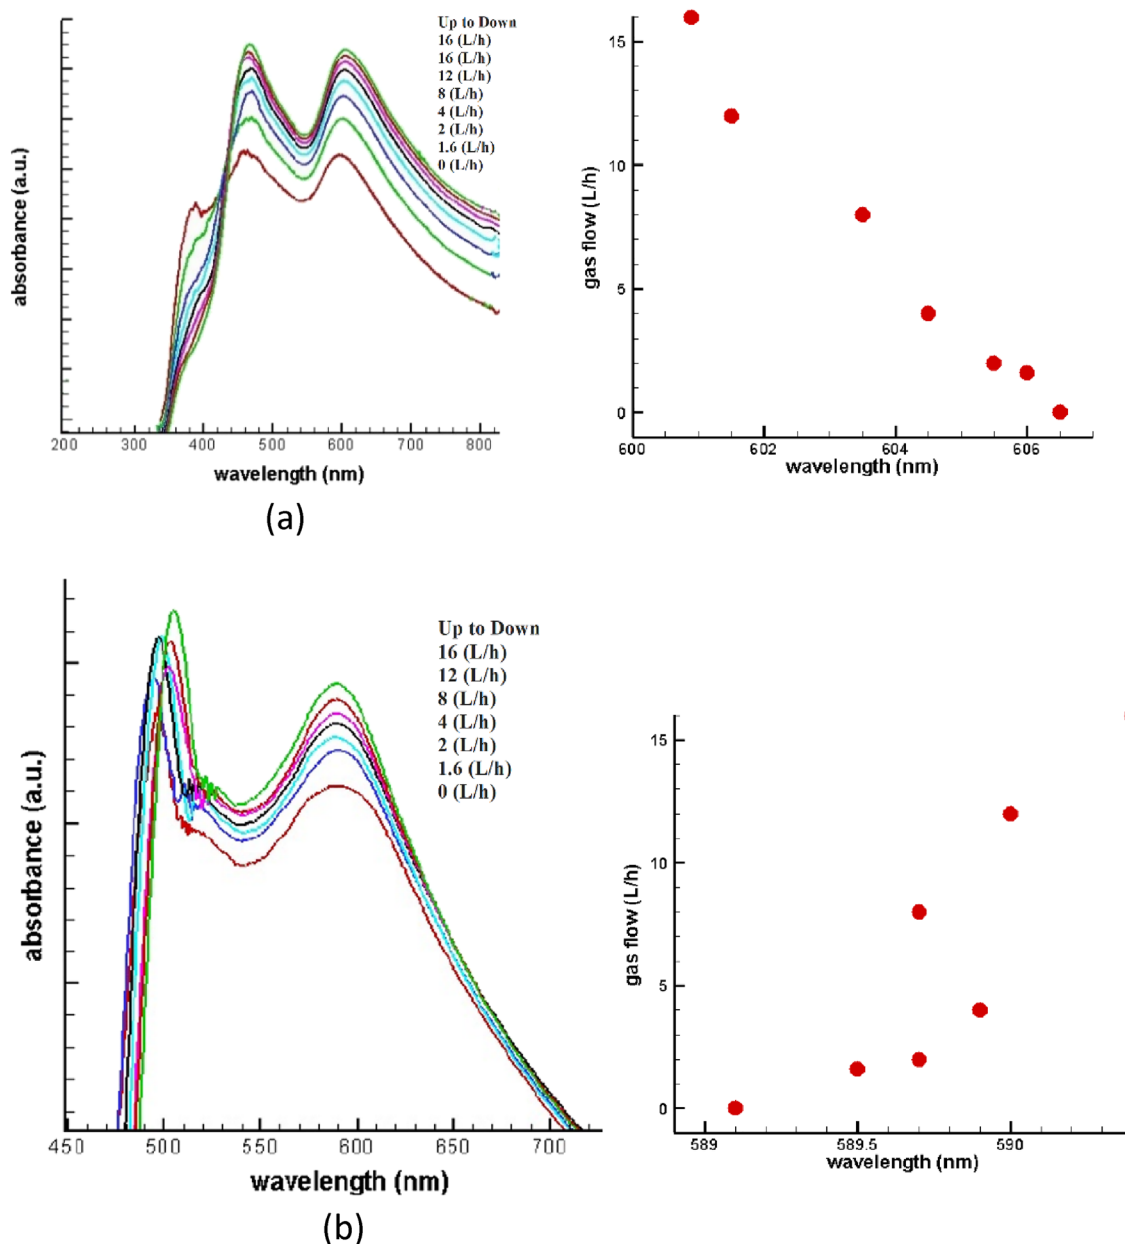 Up to Down
16 (L/h)
16 (L/h)
12 (L/h)
8 (L/h)
4 (L/h)
2 (L/h)
1.6 (L/h)
0 (L/h)
absorbance (a.u.)
200 300 400 500 600 700 800
wavelength (nm)
15
10
5
0
gas flow (L/h)
600 602 604 606
wavelength (nm)
(a)
Up to Down
16 (L/h)
12 (L/h)
8 (L/h)
4 (L/h)
2 (L/h)
1.6 (L/h)
0 (L/h)
absorbance (a.u.)
450 500 550 600 650 700
wavelength (nm)
15
10
5
0
gas flow (L/h)
589 589.5 590
wavelength (nm)
(b)